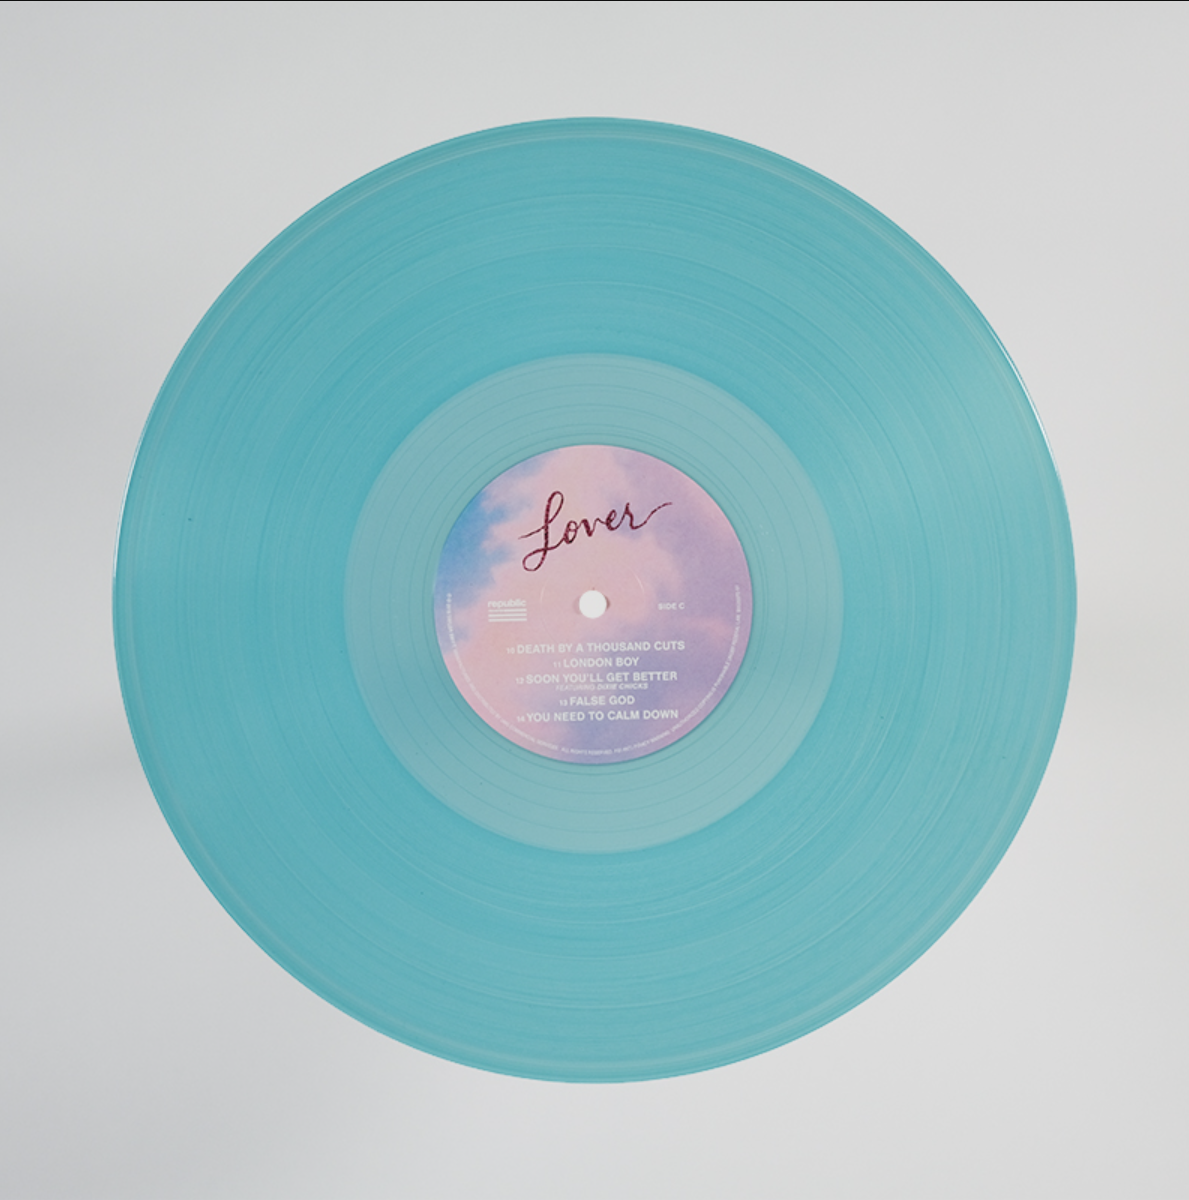 Lover
republic
SIDE C
10 DEATH BY A THOUSAND CUTS
11 LONDON BOY
12 SOON YOU'LL GET BETTER
FEATURING DIXIE CHICKS
13 FALSE GOD
14 YOU NEED TO CALM DOWN